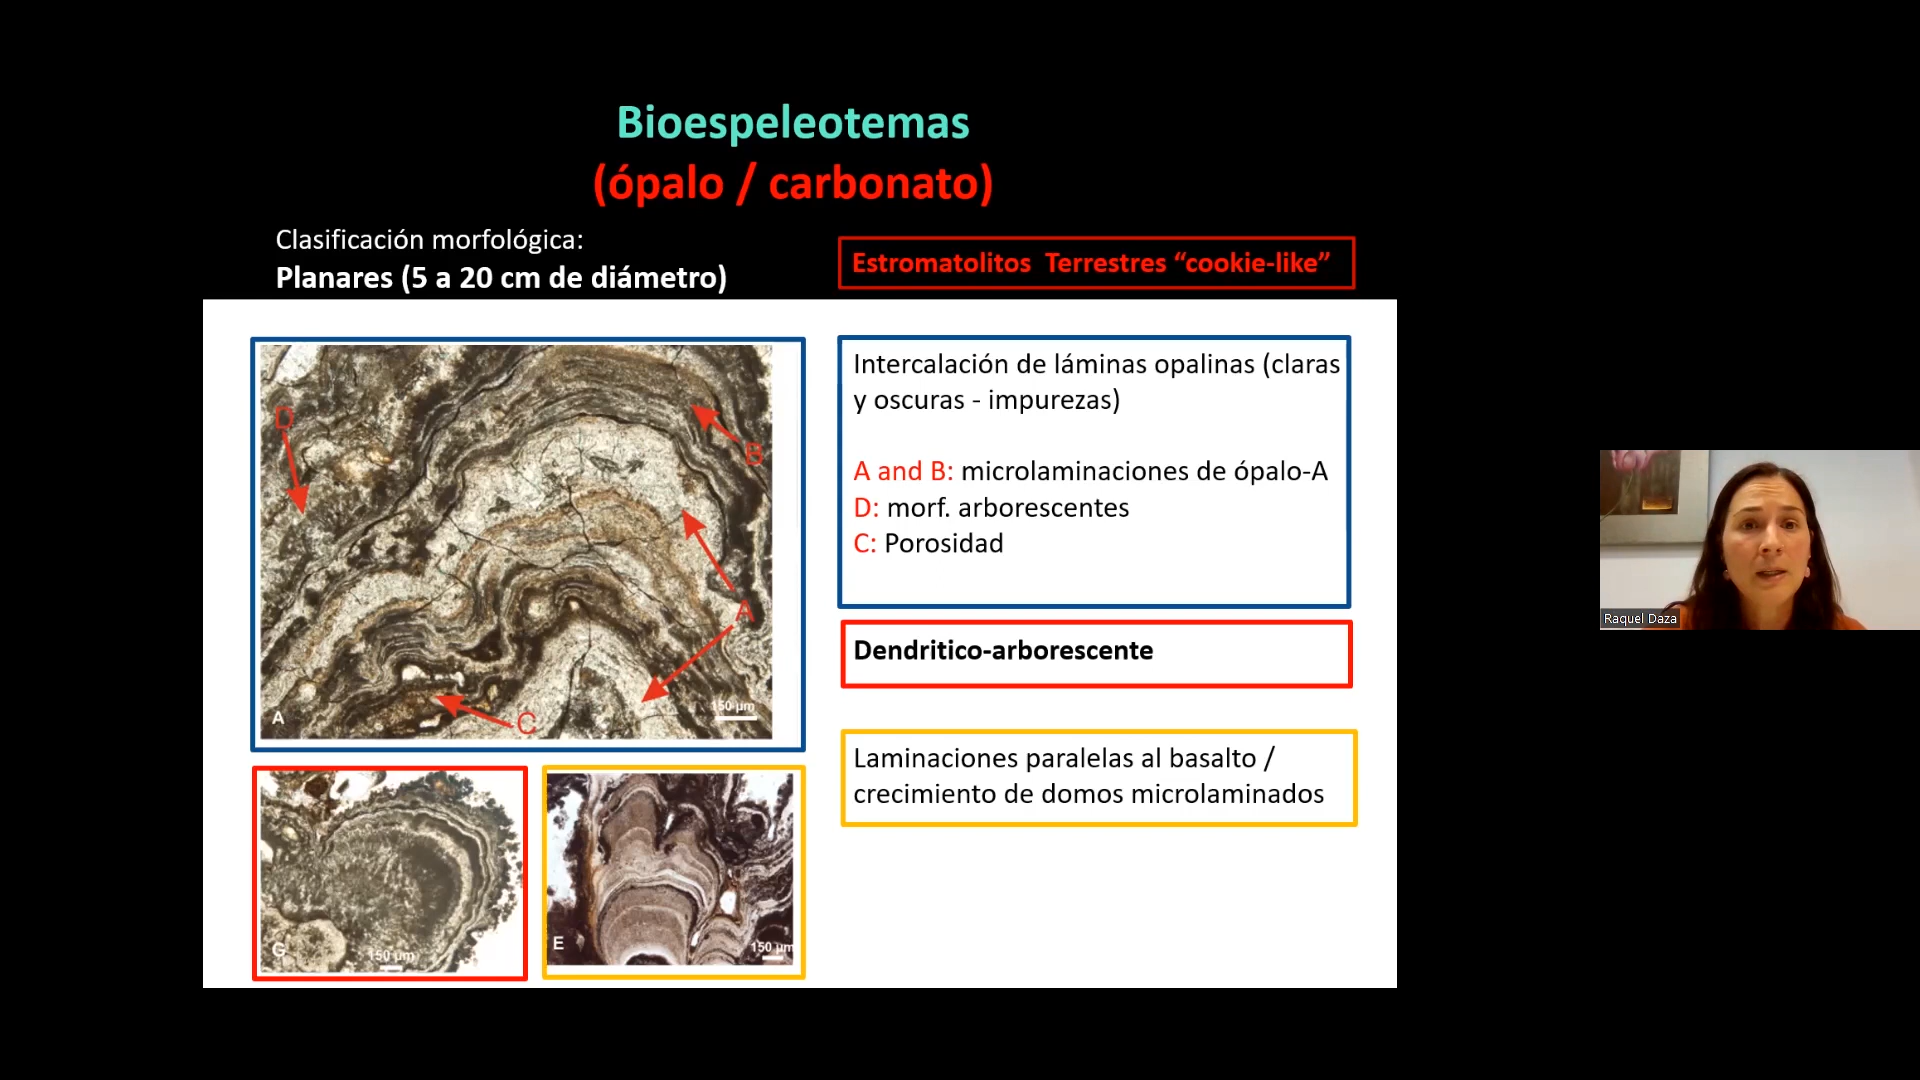 Bioespeleotemas
(ópalo / carbonato)
Clasificación morfológica:
Planares (5 a 20 cm de diámetro)
Estromatolitos  Terrestres “cookie-like”
D
B
A
C
A
150 µm
Intercalación de láminas opalinas (claras
y oscuras - impurezas)
A and B: microlaminaciones de ópalo-A
D: morf. arborescentes
C: Porosidad
Dendritico-arborescente
Laminaciones paralelas al basalto /
crecimiento de domos microlaminados
G
150 µm
E
150 µm
Raquel Daza